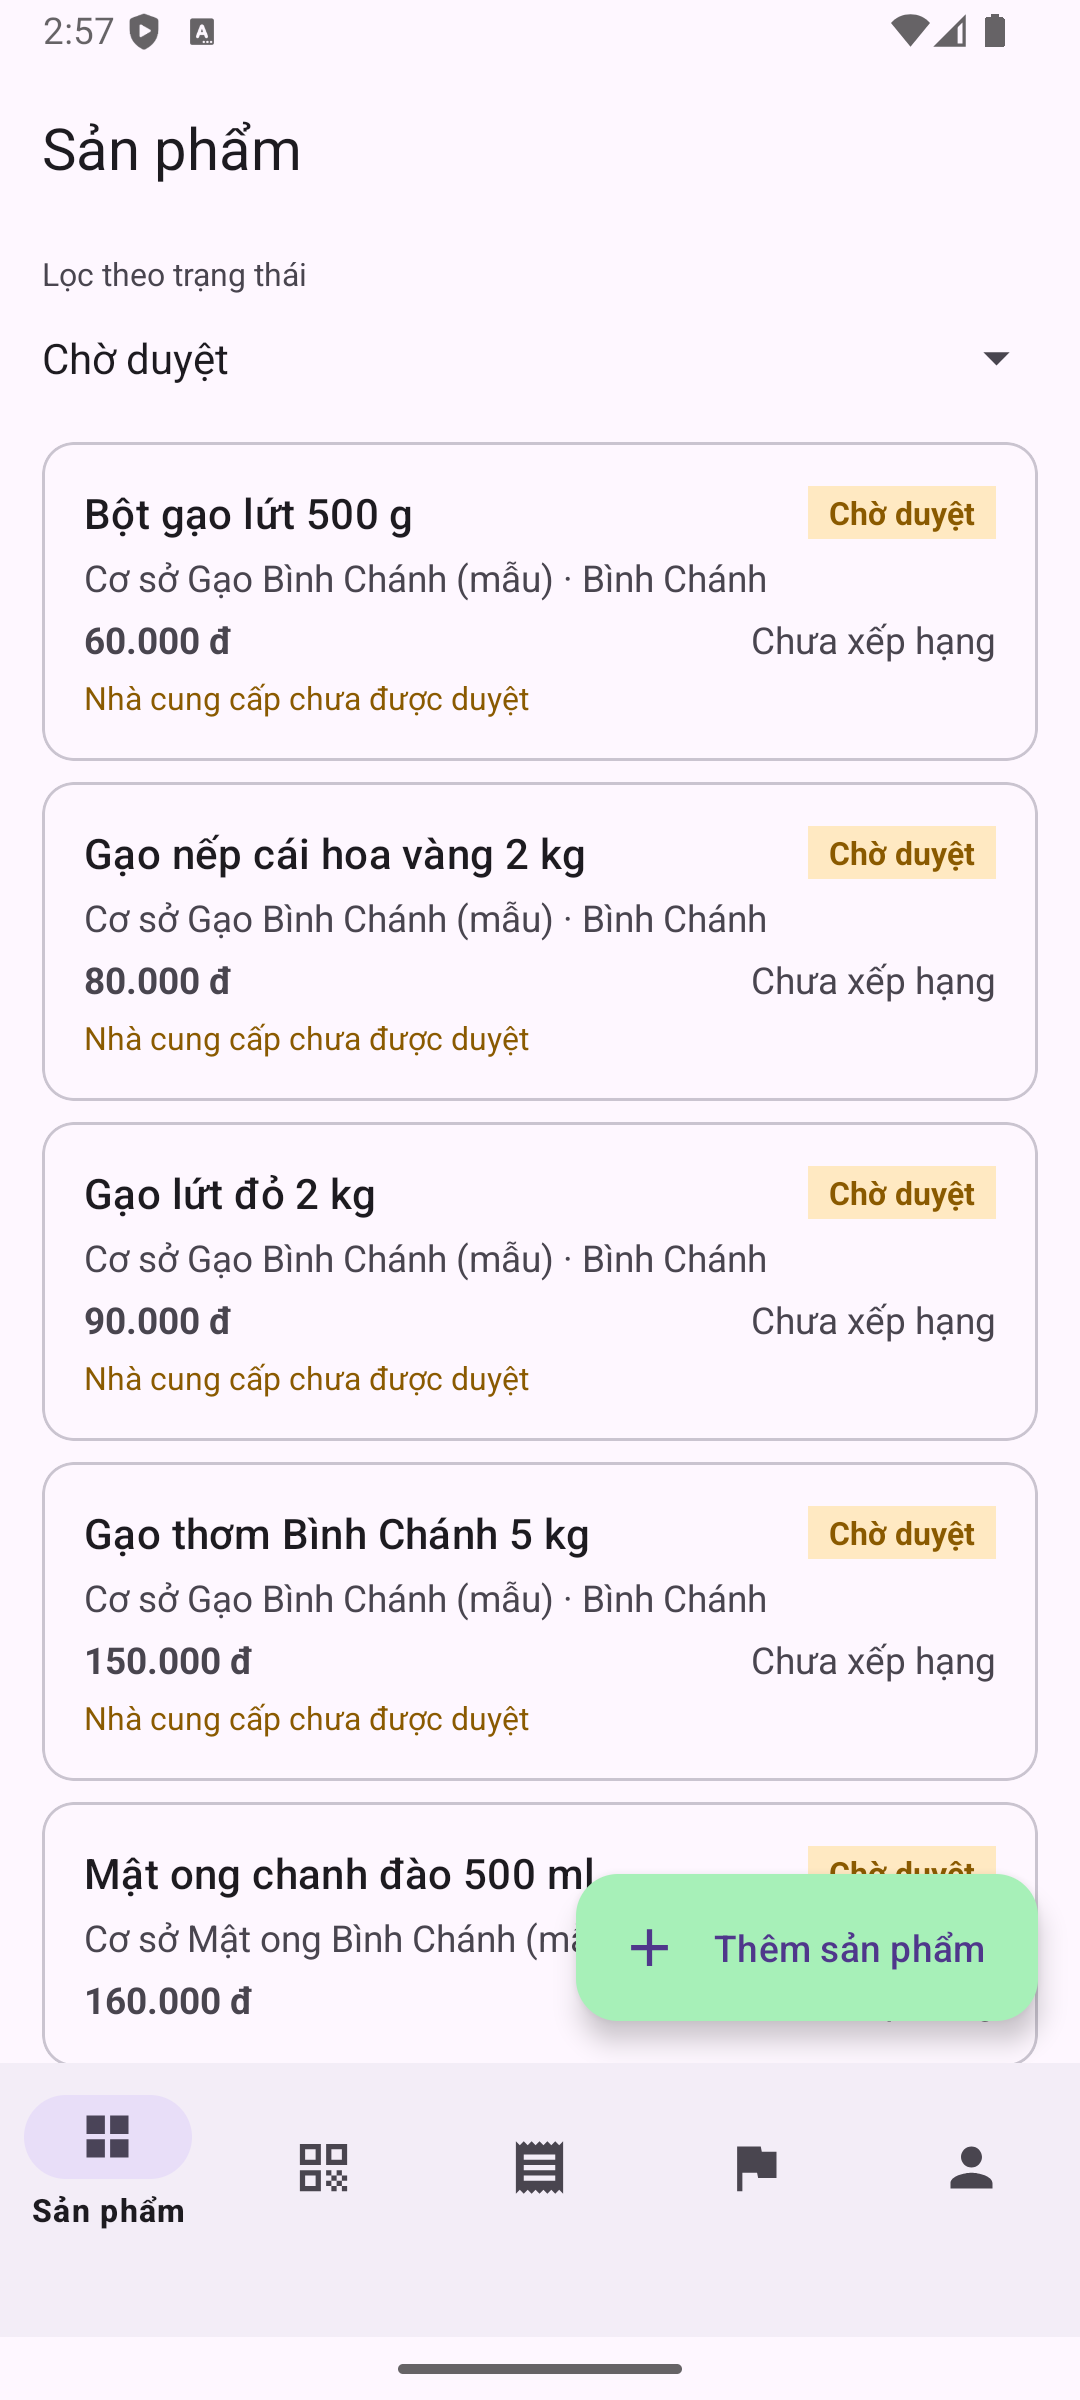 2:57
Sản phẩm
Lọc theo trạng thái
Chờ duyệt
Bột gạo lứt 500 g
Chờ duyệt
Cơ sở Gạo Bình Chánh (mẫu) · Bình Chánh
60.000 đ
Chưa xếp hạng
Nhà cung cấp chưa được duyệt
Gạo nếp cái hoa vàng 2 kg
Chờ duyệt
Cơ sở Gạo Bình Chánh (mẫu) · Bình Chánh
80.000 đ
Chưa xếp hạng
Nhà cung cấp chưa được duyệt
Gạo lứt đỏ 2 kg
Chờ duyệt
Cơ sở Gạo Bình Chánh (mẫu) · Bình Chánh
90.000 đ
Chưa xếp hạng
Nhà cung cấp chưa được duyệt
Gạo thơm Bình Chánh 5 kg
Chờ duyệt
Cơ sở Gạo Bình Chánh (mẫu) · Bình Chánh
150.000 đ
Chưa xếp hạng
Nhà cung cấp chưa được duyệt
Mật ong chanh đào 500 ml
Chờ duyệt
Cơ sở Mật ong Bình Chánh
160.000 đ
Thêm sản phẩm
Sản phẩm